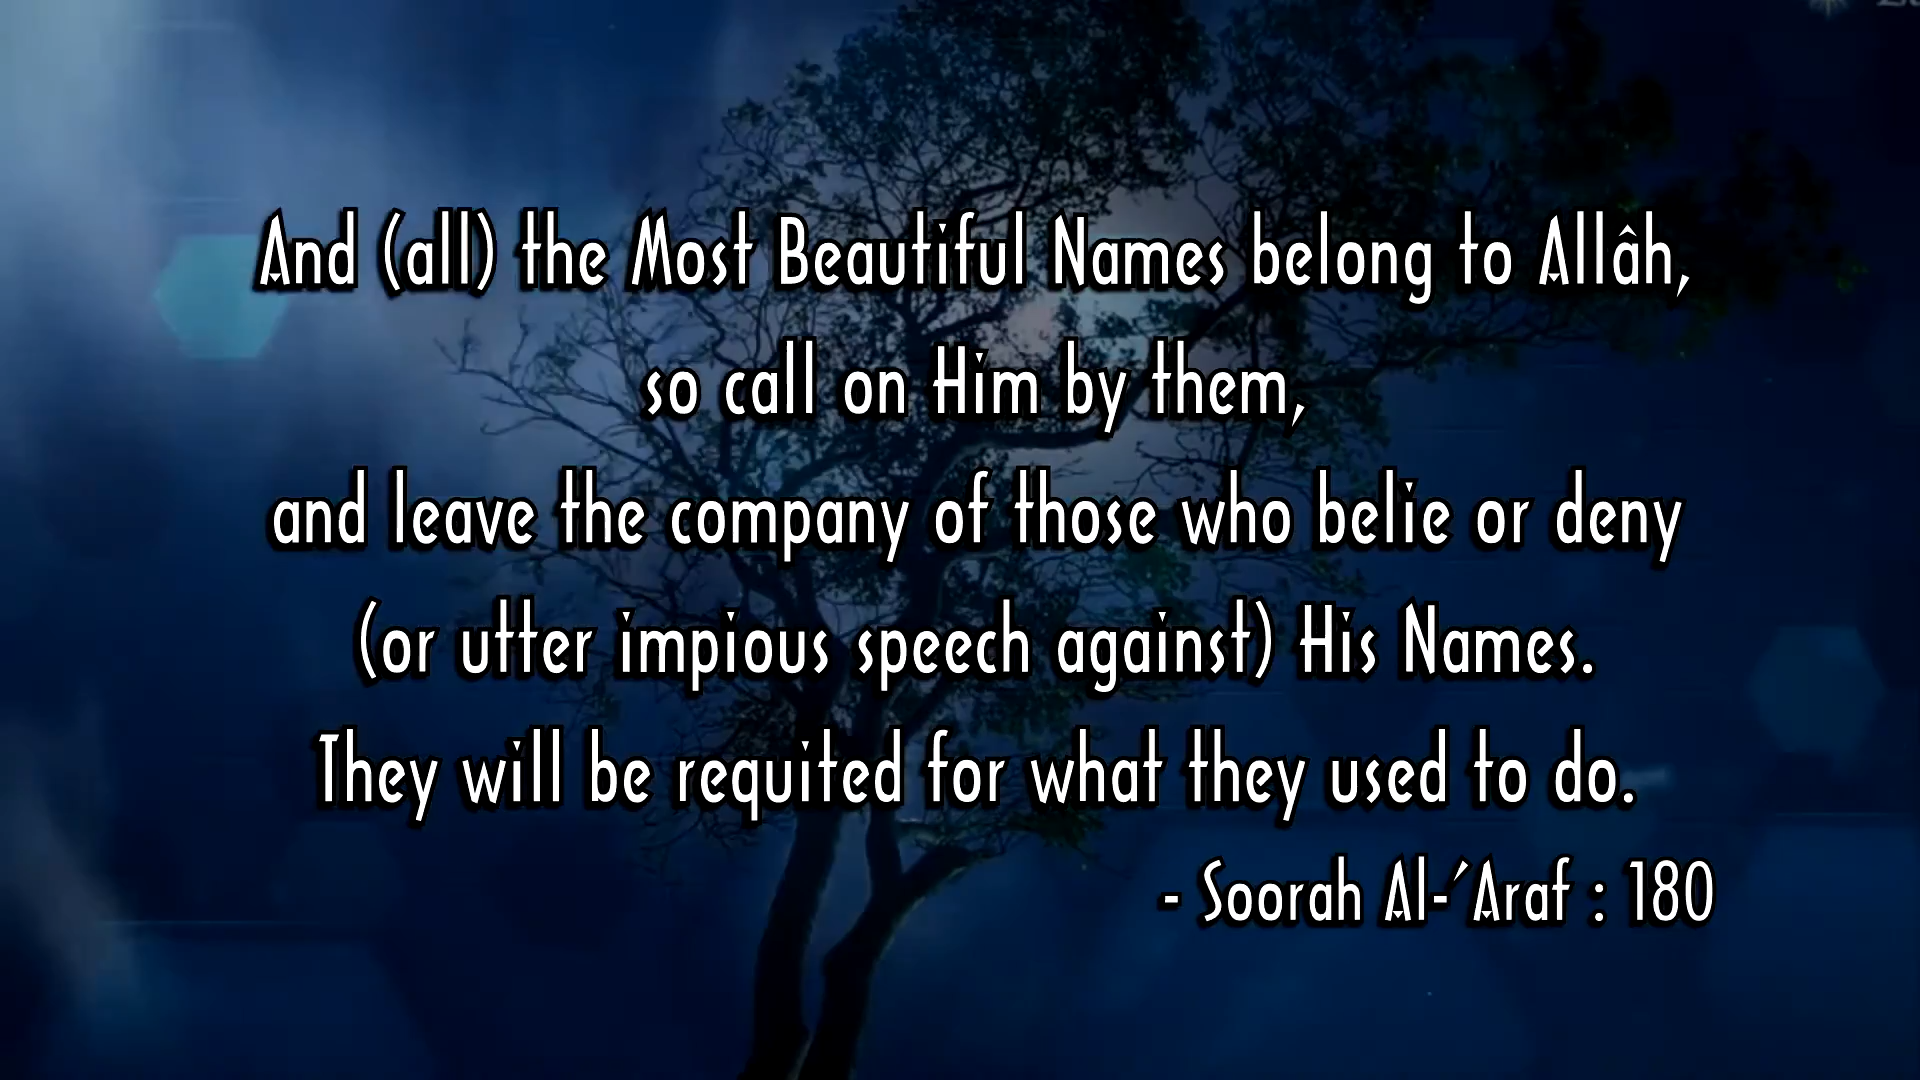 And (all) the Most Beautiful Names belong to Allâh,
so call on Him by them,
and leave the company of those who belie or deny
(or utter impious speech against) His Names.
They will be requited for what they used to do.
- Soorah Al-´Araf : 180